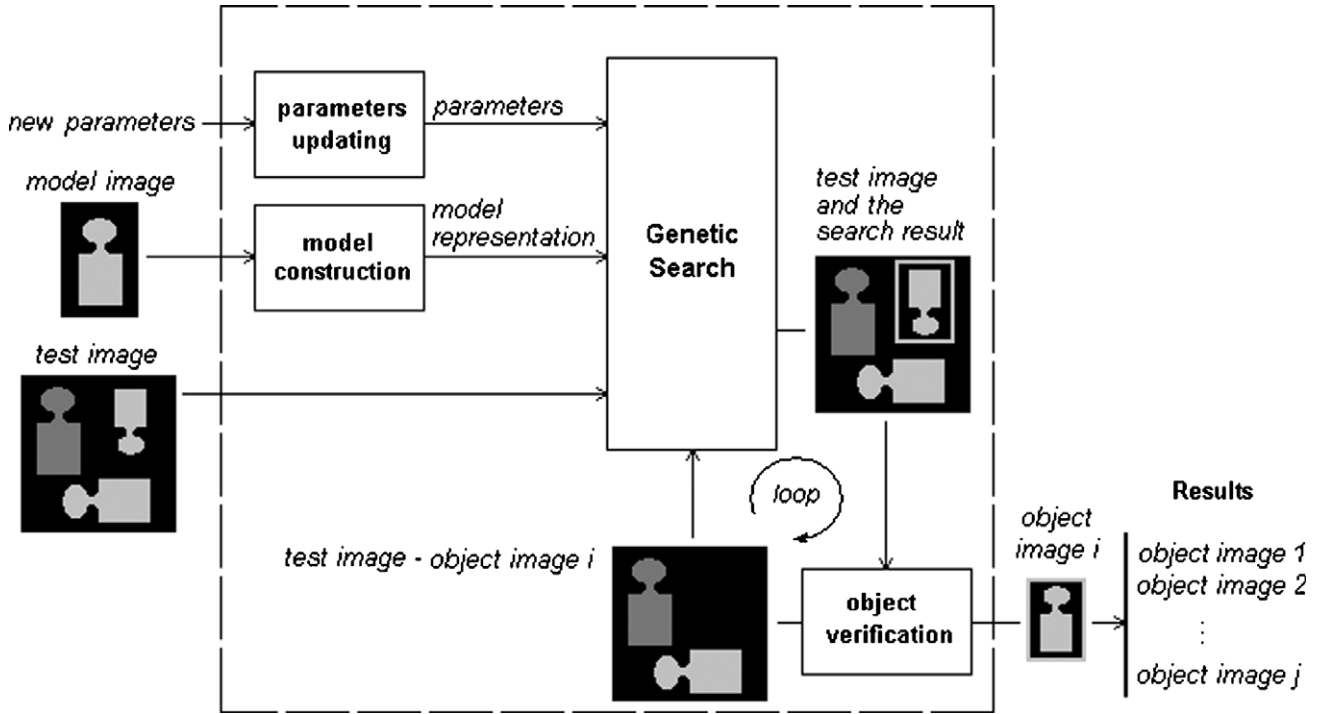 new parameters
parameters
updating
parameters
model image
model
construction
model
representation
test image
Genetic
Search
test image
and the
search result
loop
test image - object image i
object
verification
object
image i
Results
object image 1
object image 2
⋮
object image j